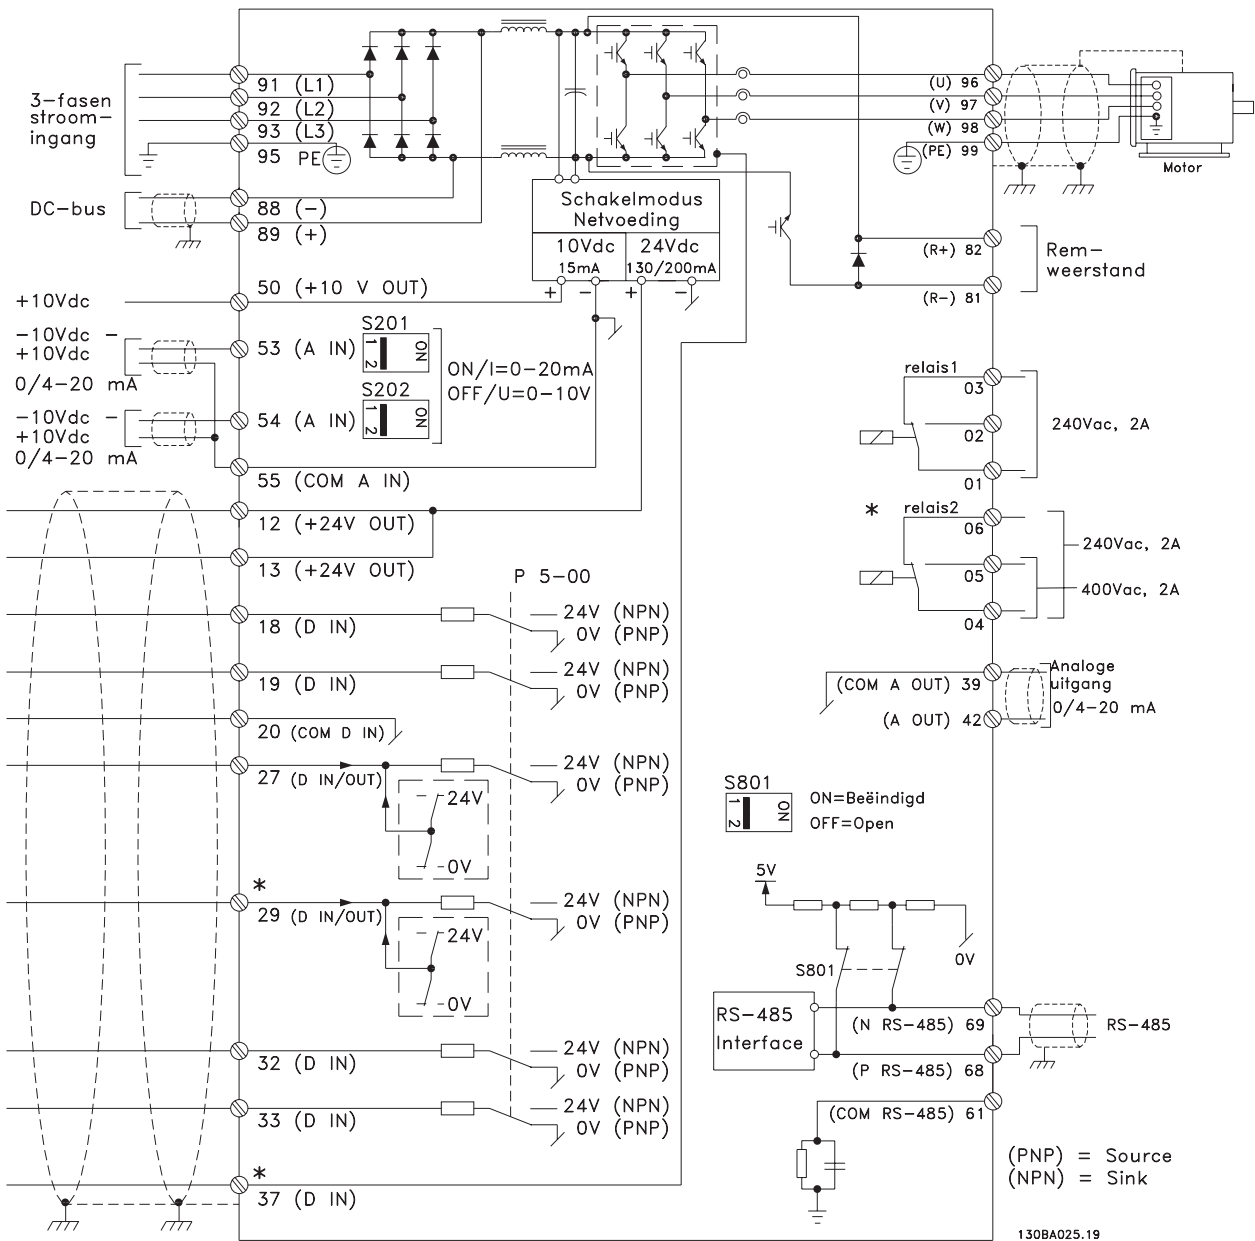 3-fasen
stroom-
ingang
91 (L1)
92 (L2)
93 (L3)
95 PE
DC-bus
88 (-)
89 (+)
Schakelmodus
Netvoeding
10Vdc
15mA
24Vdc
130/200mA
+ - + -
(U) 96
(V) 97
(W) 98
(PE) 99
Motor
(R+) 82
(R-) 81
Rem-
weerstand
+10Vdc
50 (+10 V OUT)
-10Vdc -
+10Vdc
0/4-20 mA
53 (A IN)
S201
1 2
ON
-10Vdc -
+10Vdc
0/4-20 mA
54 (A IN)
S202
1 2
ON
ON/I=0-20mA
OFF/U=0-10V
55 (COM A IN)
12 (+24V OUT)
13 (+24V OUT)
relais1
03
02
01
240Vac, 2A
* relais2
06
05
04
240Vac, 2A
400Vac, 2A
P 5-00
18 (D IN)
24V (NPN)
0V (PNP)
19 (D IN)
24V (NPN)
0V (PNP)
20 (COM D IN)
27 (D IN/OUT)
24V (NPN)
0V (PNP)
24V
0V
*
29 (D IN/OUT)
24V (NPN)
0V (PNP)
24V
0V
32 (D IN)
24V (NPN)
0V (PNP)
33 (D IN)
24V (NPN)
0V (PNP)
*
37 (D IN)
(COM A OUT) 39
(A OUT) 42
Analoge
uitgang
0/4-20 mA
S801
1 2
ON
ON=Beëindigd
OFF=Open
5V
S801
0V
RS-485
Interface
(N RS-485) 69
(P RS-485) 68
(COM RS-485) 61
RS-485
(PNP) = Source
(NPN) = Sink
130BA025.19